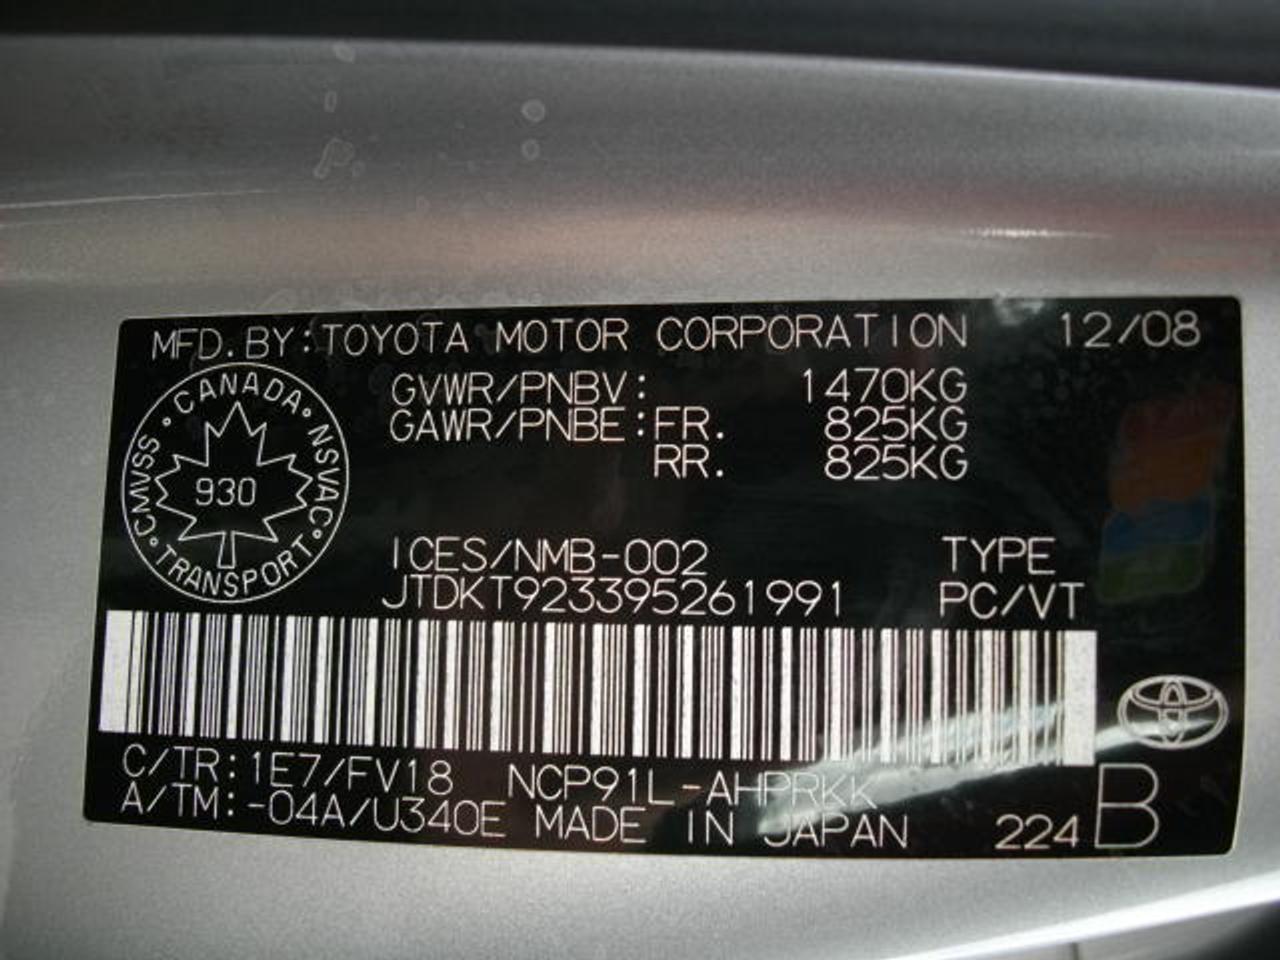 MFD. BY: TOYOTA MOTOR CORPORATION 12/08
GVWR/PNBV: 1470KG
GAWR/PNBE: FR. 825KG
RR. 825KG
CMVSS • CANADA • NSVAC • TRANSPORT •
930
ICES/NMB-002 TYPE
JTDKT923395261991 PC/VT
C/TR: 1E7/FV18 NCP91L-AHPRKK
A/TM: -04A/U340E MADE IN JAPAN 224 B